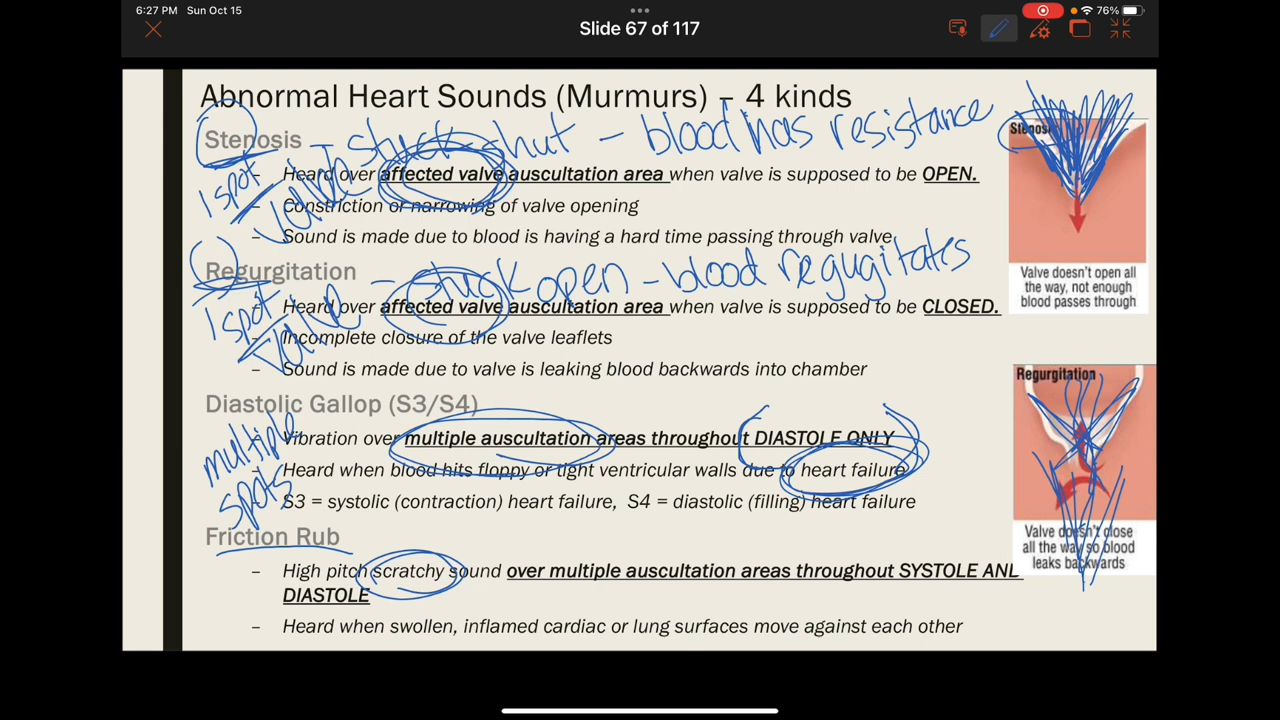 6:27 PM Sun Oct 15
76%
Slide 67 of 117
Abnormal Heart Sounds (Murmurs) – 4 kinds
Stenosis
Valve stuck shut – blood has resistance
1 spot
– Heard over affected valve auscultation area when valve is supposed to be OPEN.
– Constriction or narrowing of valve opening
– Sound is made due to blood is having a hard time passing through valve
Regurgitation
Valve – stuck open – blood regugitates
1 spot
– Heard over affected valve auscultation area when valve is supposed to be CLOSED.
– Incomplete closure of the valve leaflets
– Sound is made due to valve is leaking blood backwards into chamber
Diastolic Gallop (S3/S4)
multiple
spots
– Vibration over multiple auscultation areas throughout DIASTOLE ONLY
– Heard when blood hits floppy or tight ventricular walls due to heart failure
– S3 = systolic (contraction) heart failure, S4 = diastolic (filling) heart failure
Friction Rub
– High pitch scratchy sound over multiple auscultation areas throughout SYSTOLE AND
DIASTOLE
– Heard when swollen, inflamed cardiac or lung surfaces move against each other
Stenosis
Valve doesn't open all
the way, not enough
blood passes through
Regurgitation
Valve doesn't close
all the way so blood
leaks backwards